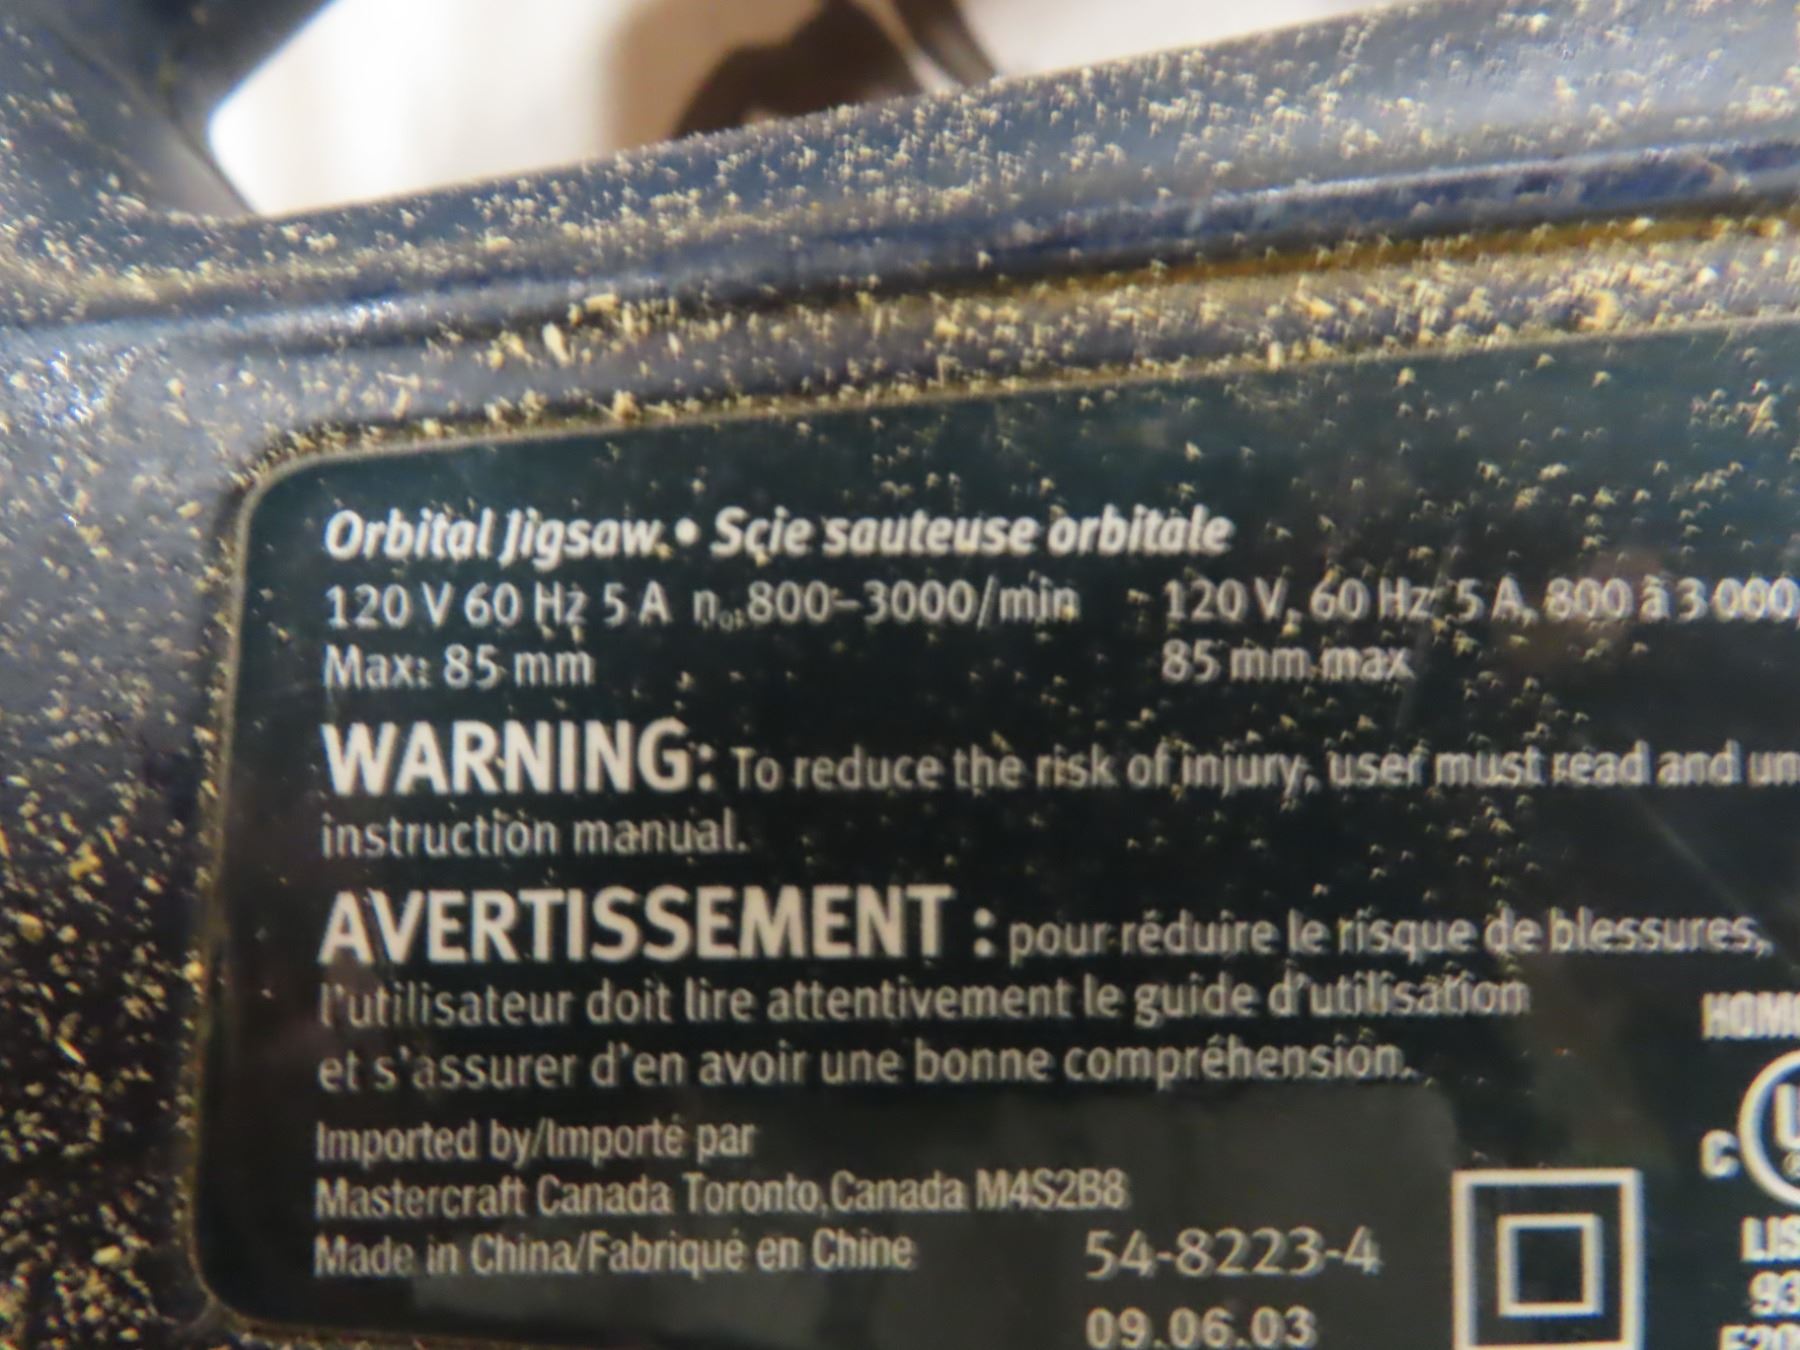 Orbital Jigsaw • Scie sauteuse orbitale
120 V 60 Hz 5 A n₀, 800–3000/min 120 V, 60 Hz, 5 A, 800 à 3 000,
Max: 85 mm 85 mm max
WARNING: To reduce the risk of injury, user must read and un
instruction manual.
AVERTISSEMENT : pour réduire le risque de blessures,
l'utilisateur doit lire attentivement le guide d'utilisation
et s'assurer d'en avoir une bonne compréhension.
Imported by/Importé par
Mastercraft Canada Toronto, Canada M4S2B8
Made in China/Fabriqué en Chine
54-8223-4
09.06.03
C
LIS
93